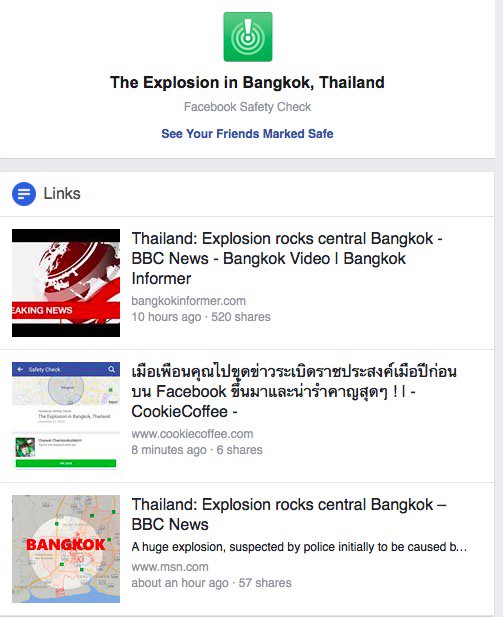 The Explosion in Bangkok, Thailand
Facebook Safety Check
See Your Friends Marked Safe
Links
EAKING NEWS
Thailand: Explosion rocks central Bangkok -
BBC News - Bangkok Video | Bangkok
Informer
bangkokinformer.com
10 hours ago · 520 shares
Safety Check
Bangkok
The Explosion in Bangkok, Thailand
เมื่อเพื่อนคุณไปขุดข่าวระเบิดราชประสงค์เมื่อปีก่อน
บน Facebook ขึ้นมาและน่ารำคาญสุดๆ ! | -
CookieCoffee -
www.cookiecoffee.com
8 minutes ago · 6 shares
BANGKOK
Thailand: Explosion rocks central Bangkok –
BBC News
A huge explosion, suspected by police initially to be caused b...
www.msn.com
about an hour ago · 57 shares